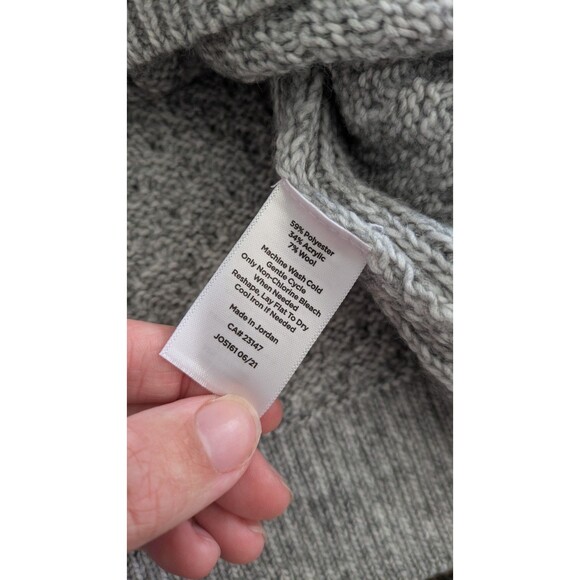 59% Polyester
34% Acrylic
7% Wool
Machine Wash Cold
Gentle Cycle
Only Non-Chlorine Bleach
When Needed
Reshape, Lay Flat To Dry
Cool Iron If Needed
Made in Jordan
CA# 23147
JO5161 06/21